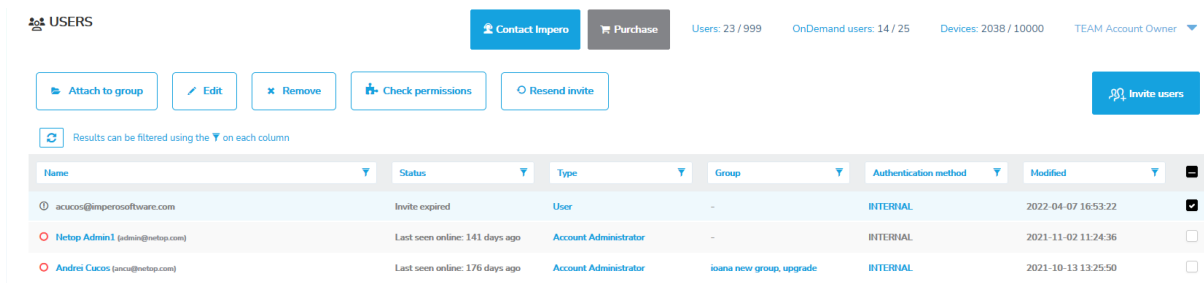 USERS
Contact Impero Purchase Users: 23 / 999 OnDemand users: 14 / 25 Devices: 2038 / 10000 TEAM Account Owner
Attach to group Edit Remove Check permissions Resend invite Invite users
Results can be filtered using the on each column
Name Status Type Group Authentication method Modified
acucos@imperosoftware.com Invite expired User - INTERNAL 2022-04-07 16:53:22
Netop Admin1 (admin@netop.com) Last seen online: 141 days ago Account Administrator - INTERNAL 2021-11-02 11:24:36
Andrei Cucos (ancu@netop.com) Last seen online: 176 days ago Account Administrator ioana new group, upgrade INTERNAL 2021-10-13 13:25:50